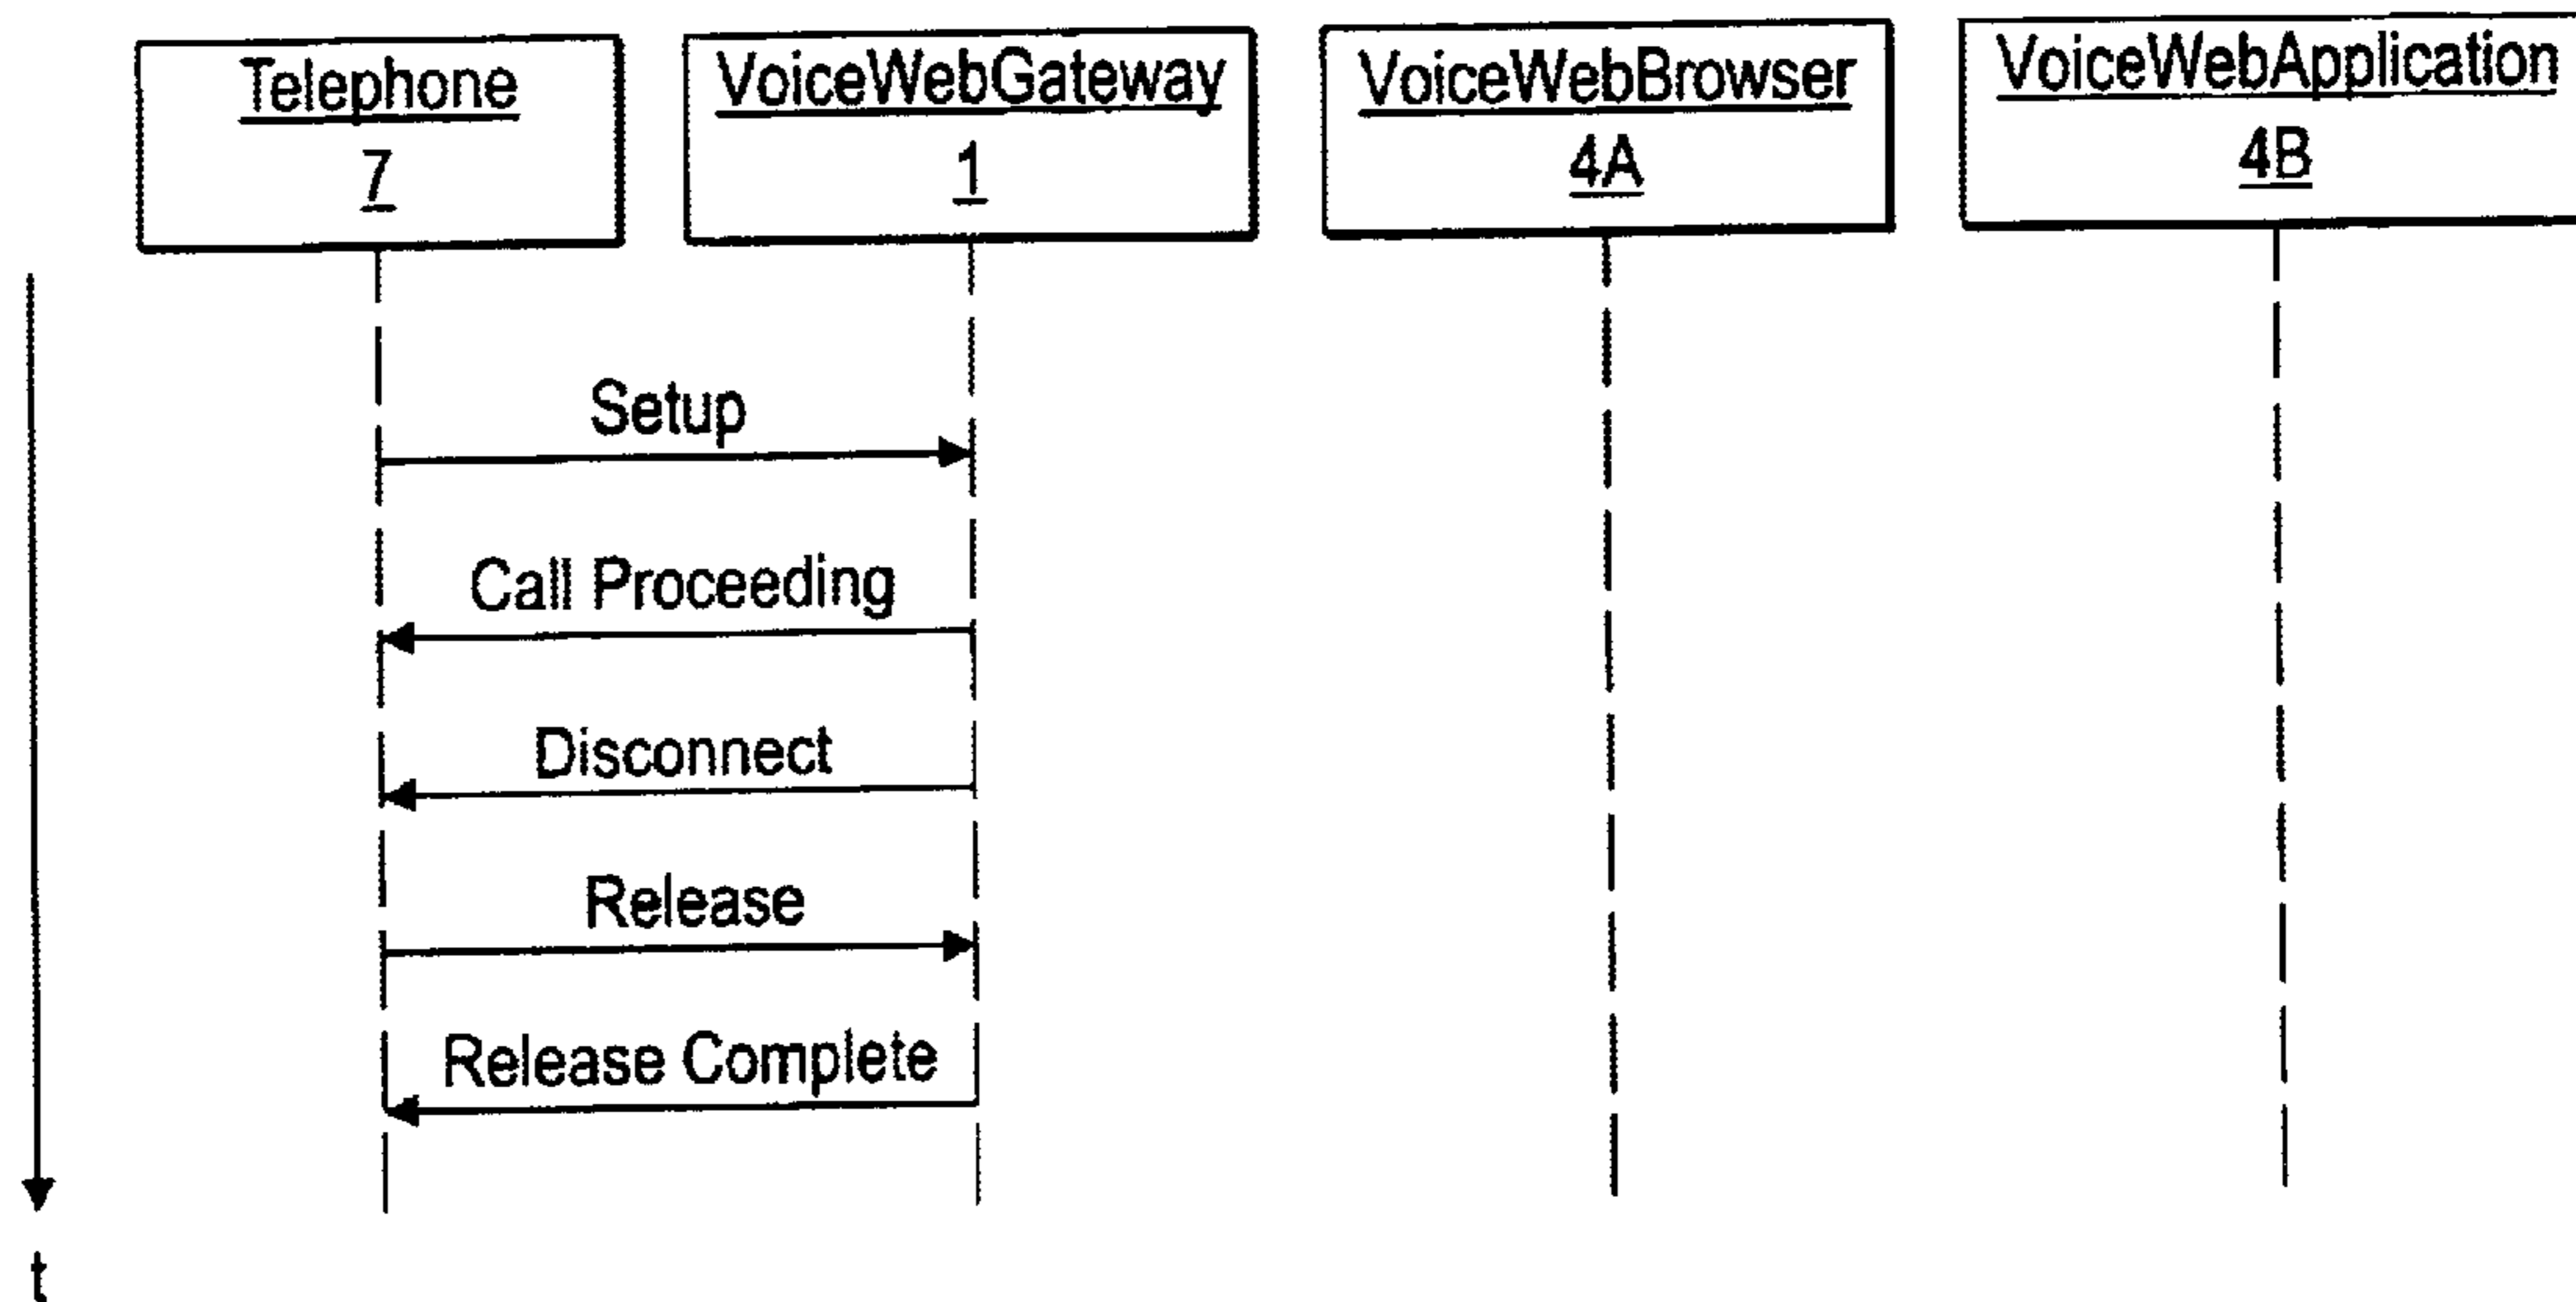 Telephone
7
VoiceWebGateway
1
VoiceWebBrowser
4A
VoiceWebApplication
4B
Setup
Call Proceeding
Disconnect
Release
Release Complete
t